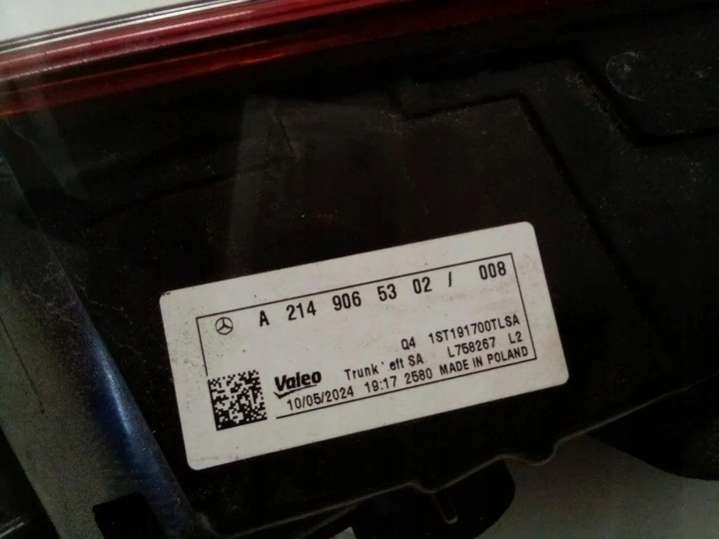 A 214 906 53 02 / 008
Q4 1ST191700TLSA
Valeo Trunk eft SA L758267 L2
10/05/2024 19:17 2580 MADE IN POLAND